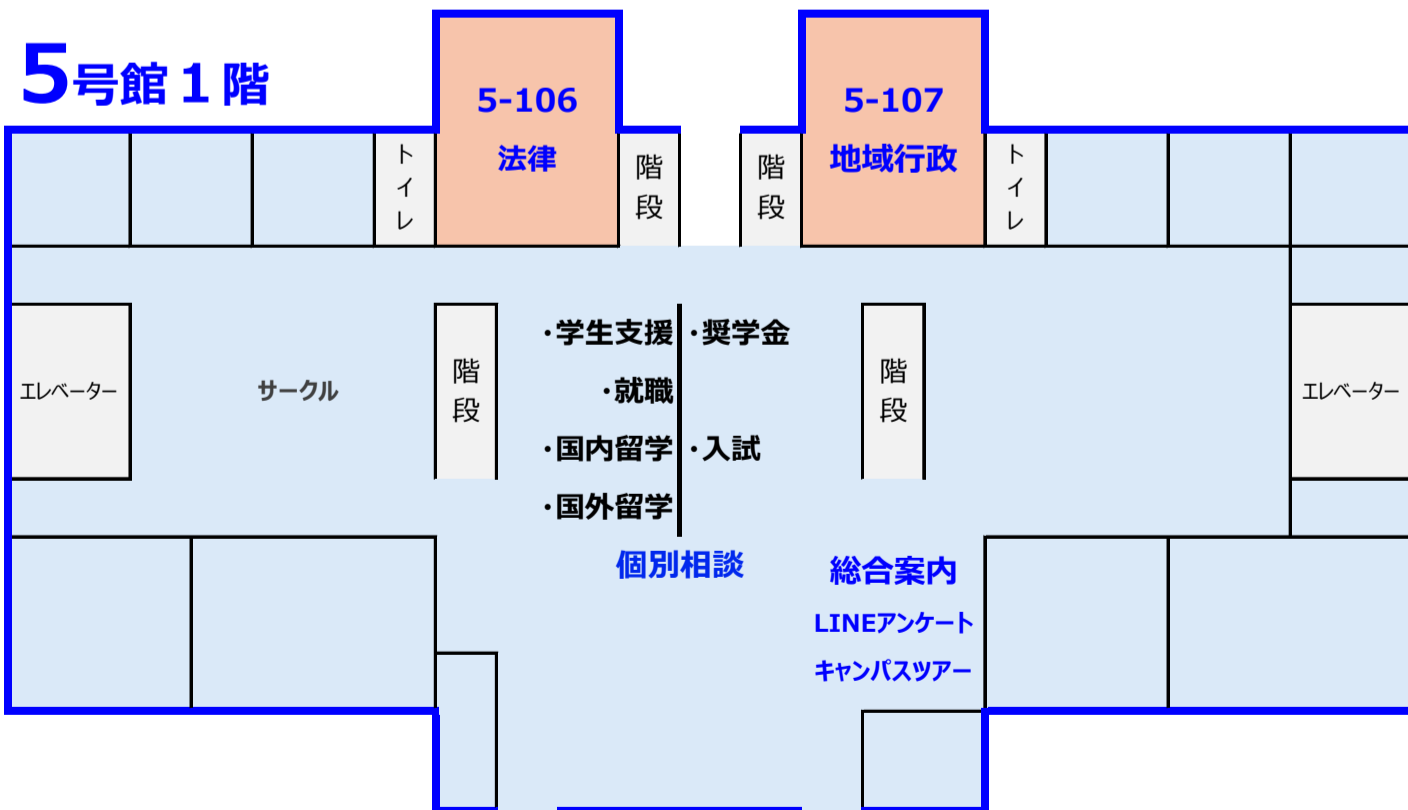 5号館１階
5-106
法律
5-107
地域行政
トイレ
階段
階段
トイレ
エレベーター
サークル
階段
・学生支援
・奨学金
・就職
・国内留学
・入試
・国外留学
階段
エレベーター
個別相談
総合案内
LINEアンケート
キャンパスツアー